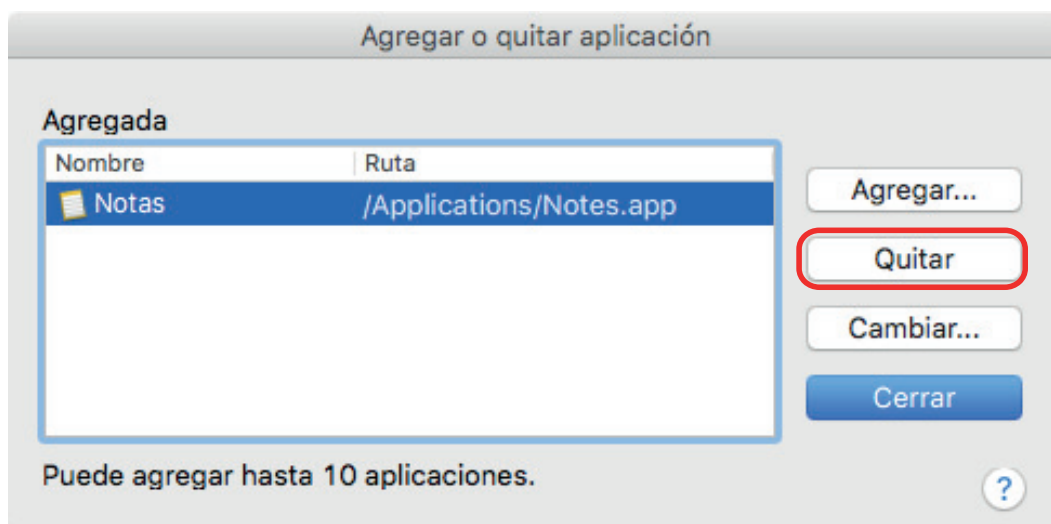 Agregar o quitar aplicación
Agregada
Nombre Ruta
Notas /Applications/Notes.app
Agregar...
Quitar
Cambiar...
Cerrar
Puede agregar hasta 10 aplicaciones.
?